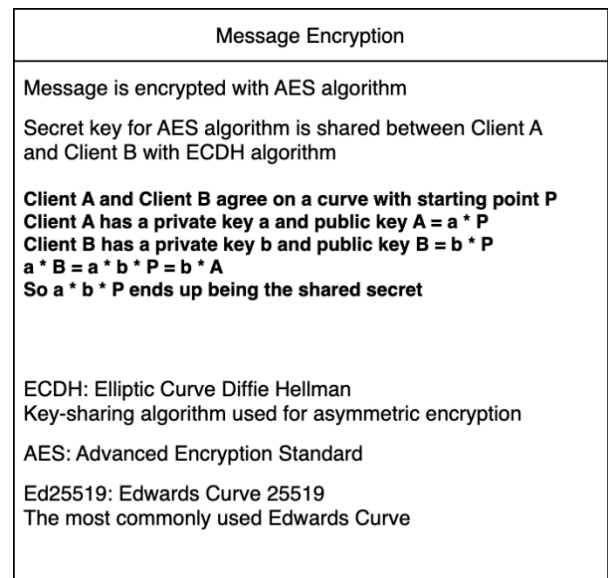 Message Encryption
Message is encrypted with AES algorithm
Secret key for AES algorithm is shared between Client A
and Client B with ECDH algorithm
Client A and Client B agree on a curve with starting point P
Client A has a private key a and public key A = a * P
Client B has a private key b and public key B = b * P
a * B = a * b * P = b * A
So a * b * P ends up being the shared secret
ECDH: Elliptic Curve Diffie Hellman
Key-sharing algorithm used for asymmetric encryption
AES: Advanced Encryption Standard
Ed25519: Edwards Curve 25519
The most commonly used Edwards Curve